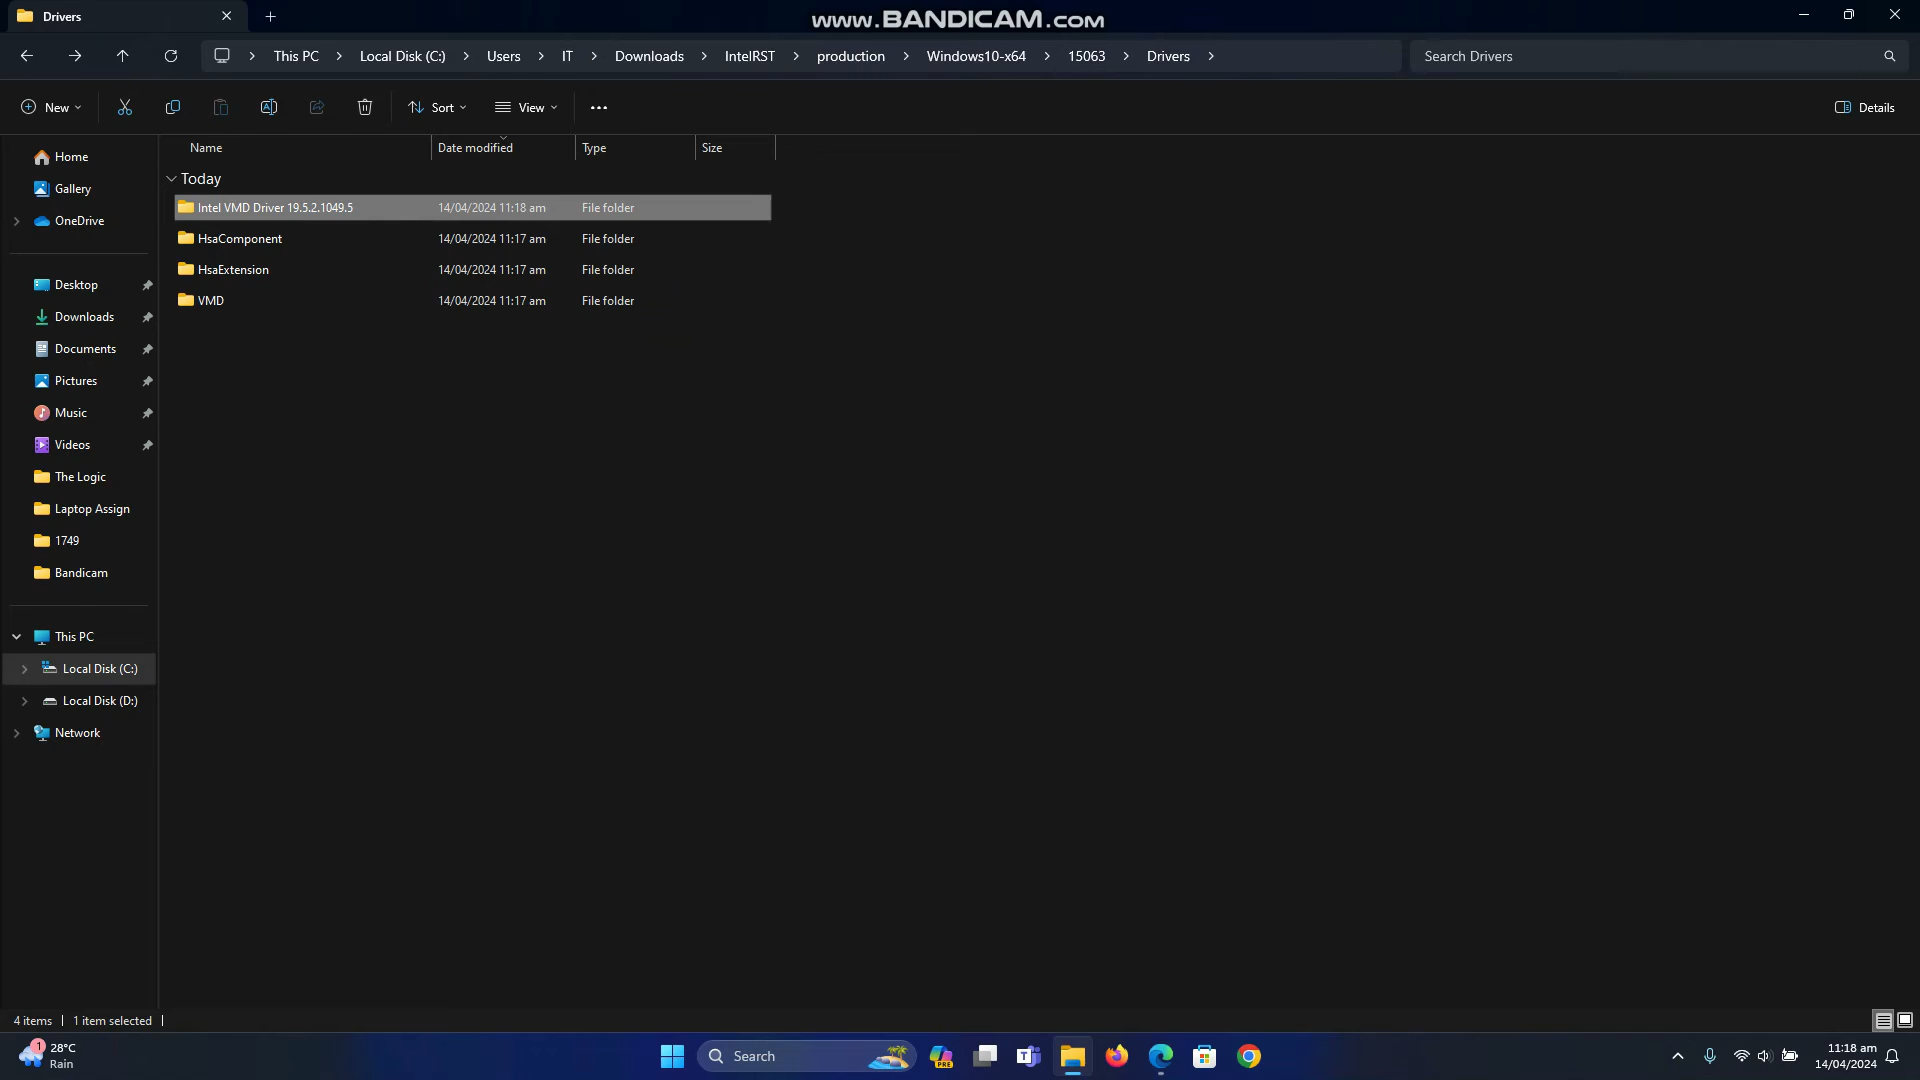 Drivers
www.BANDICAM.com
This PC > Local Disk (C:) > Users > IT > Downloads > IntelRST > production > Windows10-x64 > 15063 > Drivers >
Search Drivers
New
Sort
View
Details
Name
Date modified
Type
Size
Today
Intel VMD Driver 19.5.2.1049.5 14/04/2024 11:18 am File folder
HsaComponent 14/04/2024 11:17 am File folder
HsaExtension 14/04/2024 11:17 am File folder
VMD 14/04/2024 11:17 am File folder
Home
Gallery
OneDrive
Desktop
Downloads
Documents
Pictures
Music
Videos
The Logic
Laptop Assign
1749
Bandicam
This PC
Local Disk (C:)
Local Disk (D:)
Network
4 items | 1 item selected |
1
28°C
Rain
Search
PRE
11:18 am
14/04/2024